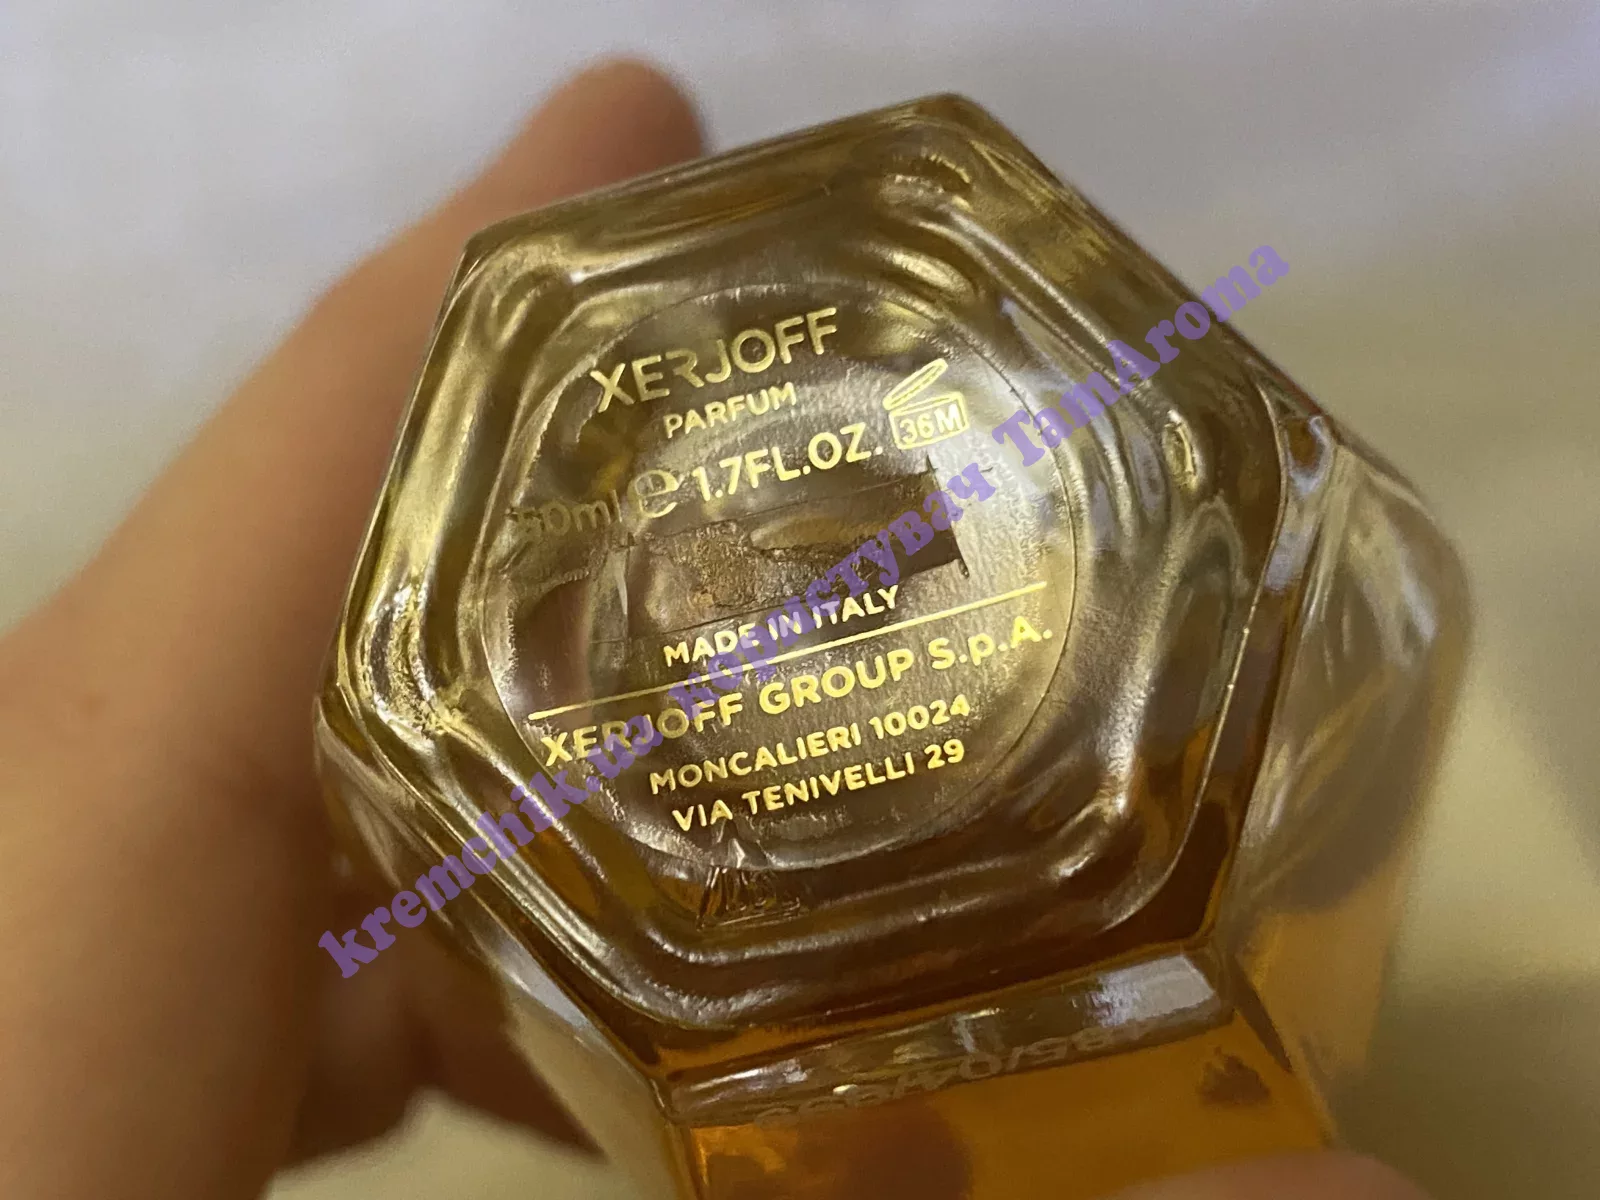 XERJOFF
PARFUM
50ml e 1.7FL.OZ.
36M
MADE IN ITALY
XERJOFF GROUP S.p.A.
MONCALIERI 10024
VIA TENIVELLI 29
kremchik.ua користувач TamAroma